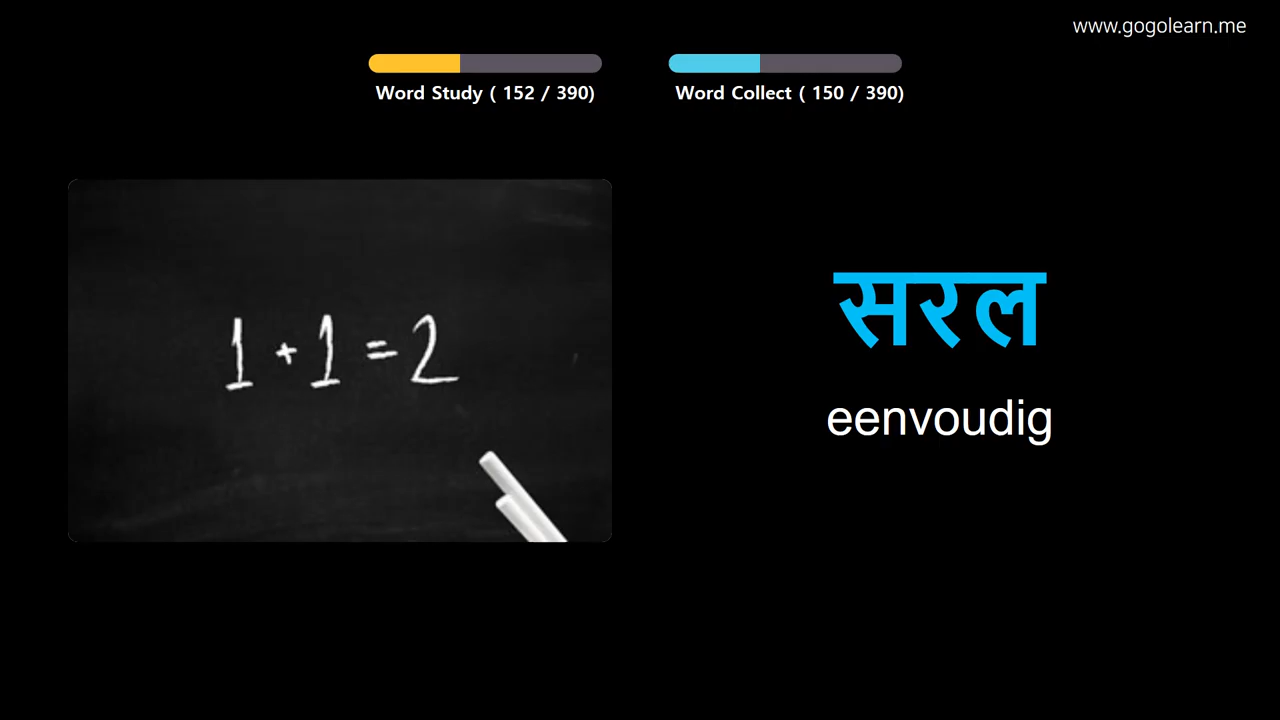 www.gogolearn.me
Word Study ( 152 / 390)
Word Collect ( 150 / 390)
1 + 1 = 2
सरल
eenvoudig